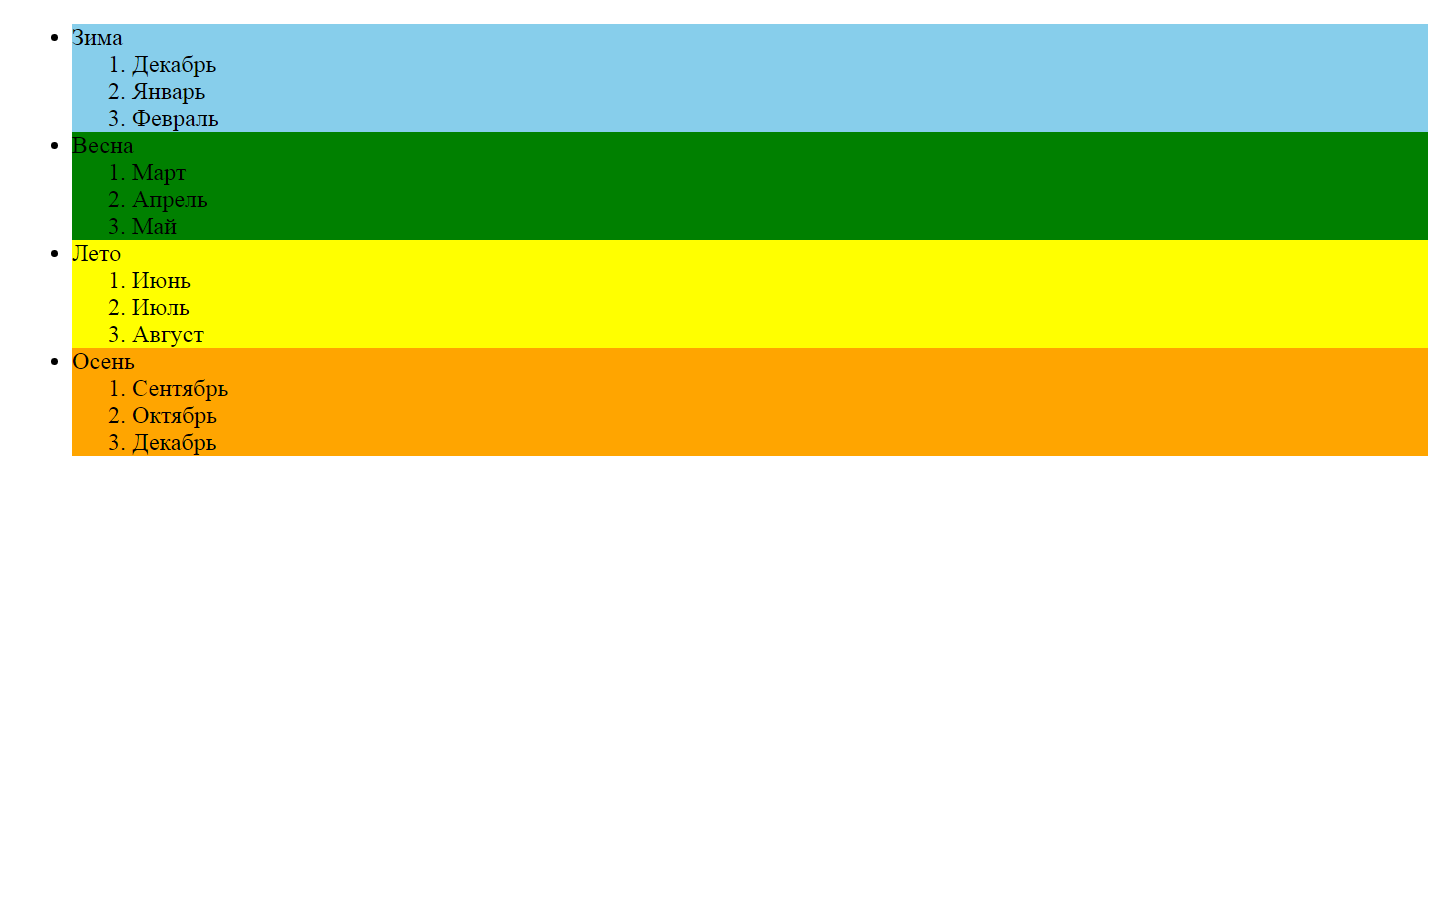 • Зима
1. Декабрь
2. Январь
3. Февраль
• Весна
1. Март
2. Апрель
3. Май
• Лето
1. Июнь
2. Июль
3. Август
• Осень
1. Сентябрь
2. Октябрь
3. Декабрь